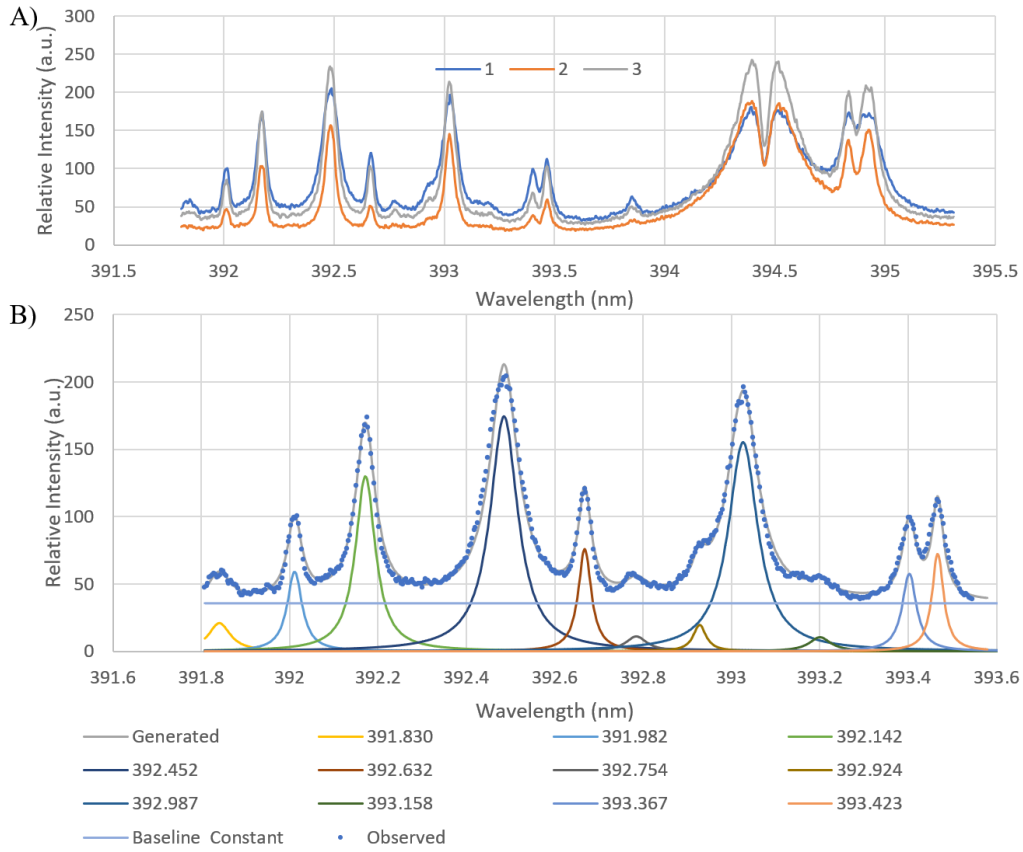 A)
300
250
200
150
100
50
0
Relative Intensity (a.u.)
1 2 3
391.5 392 392.5 393 393.5 394 394.5 395 395.5
Wavelength (nm)
B)
250
200
150
100
50
0
Relative Intensity (a.u.)
391.6 391.8 392 392.2 392.4 392.6 392.8 393 393.2 393.4 393.6
Wavelength (nm)
Generated 391.830 391.982 392.142
392.452 392.632 392.754 392.924
392.987 393.158 393.367 393.423
Baseline Constant Observed